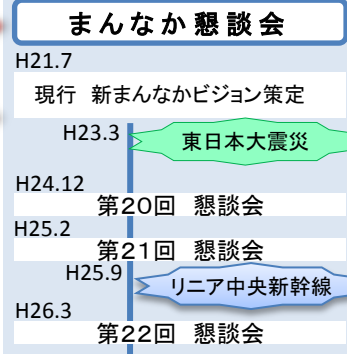 まんなか懇談会
H21.7
現行 新まんなかビジョン策定
H23.3
東日本大震災
H24.12
第20回 懇談会
H25.2
第21回 懇談会
H25.9
リニア中央新幹線
H26.3
第22回 懇談会